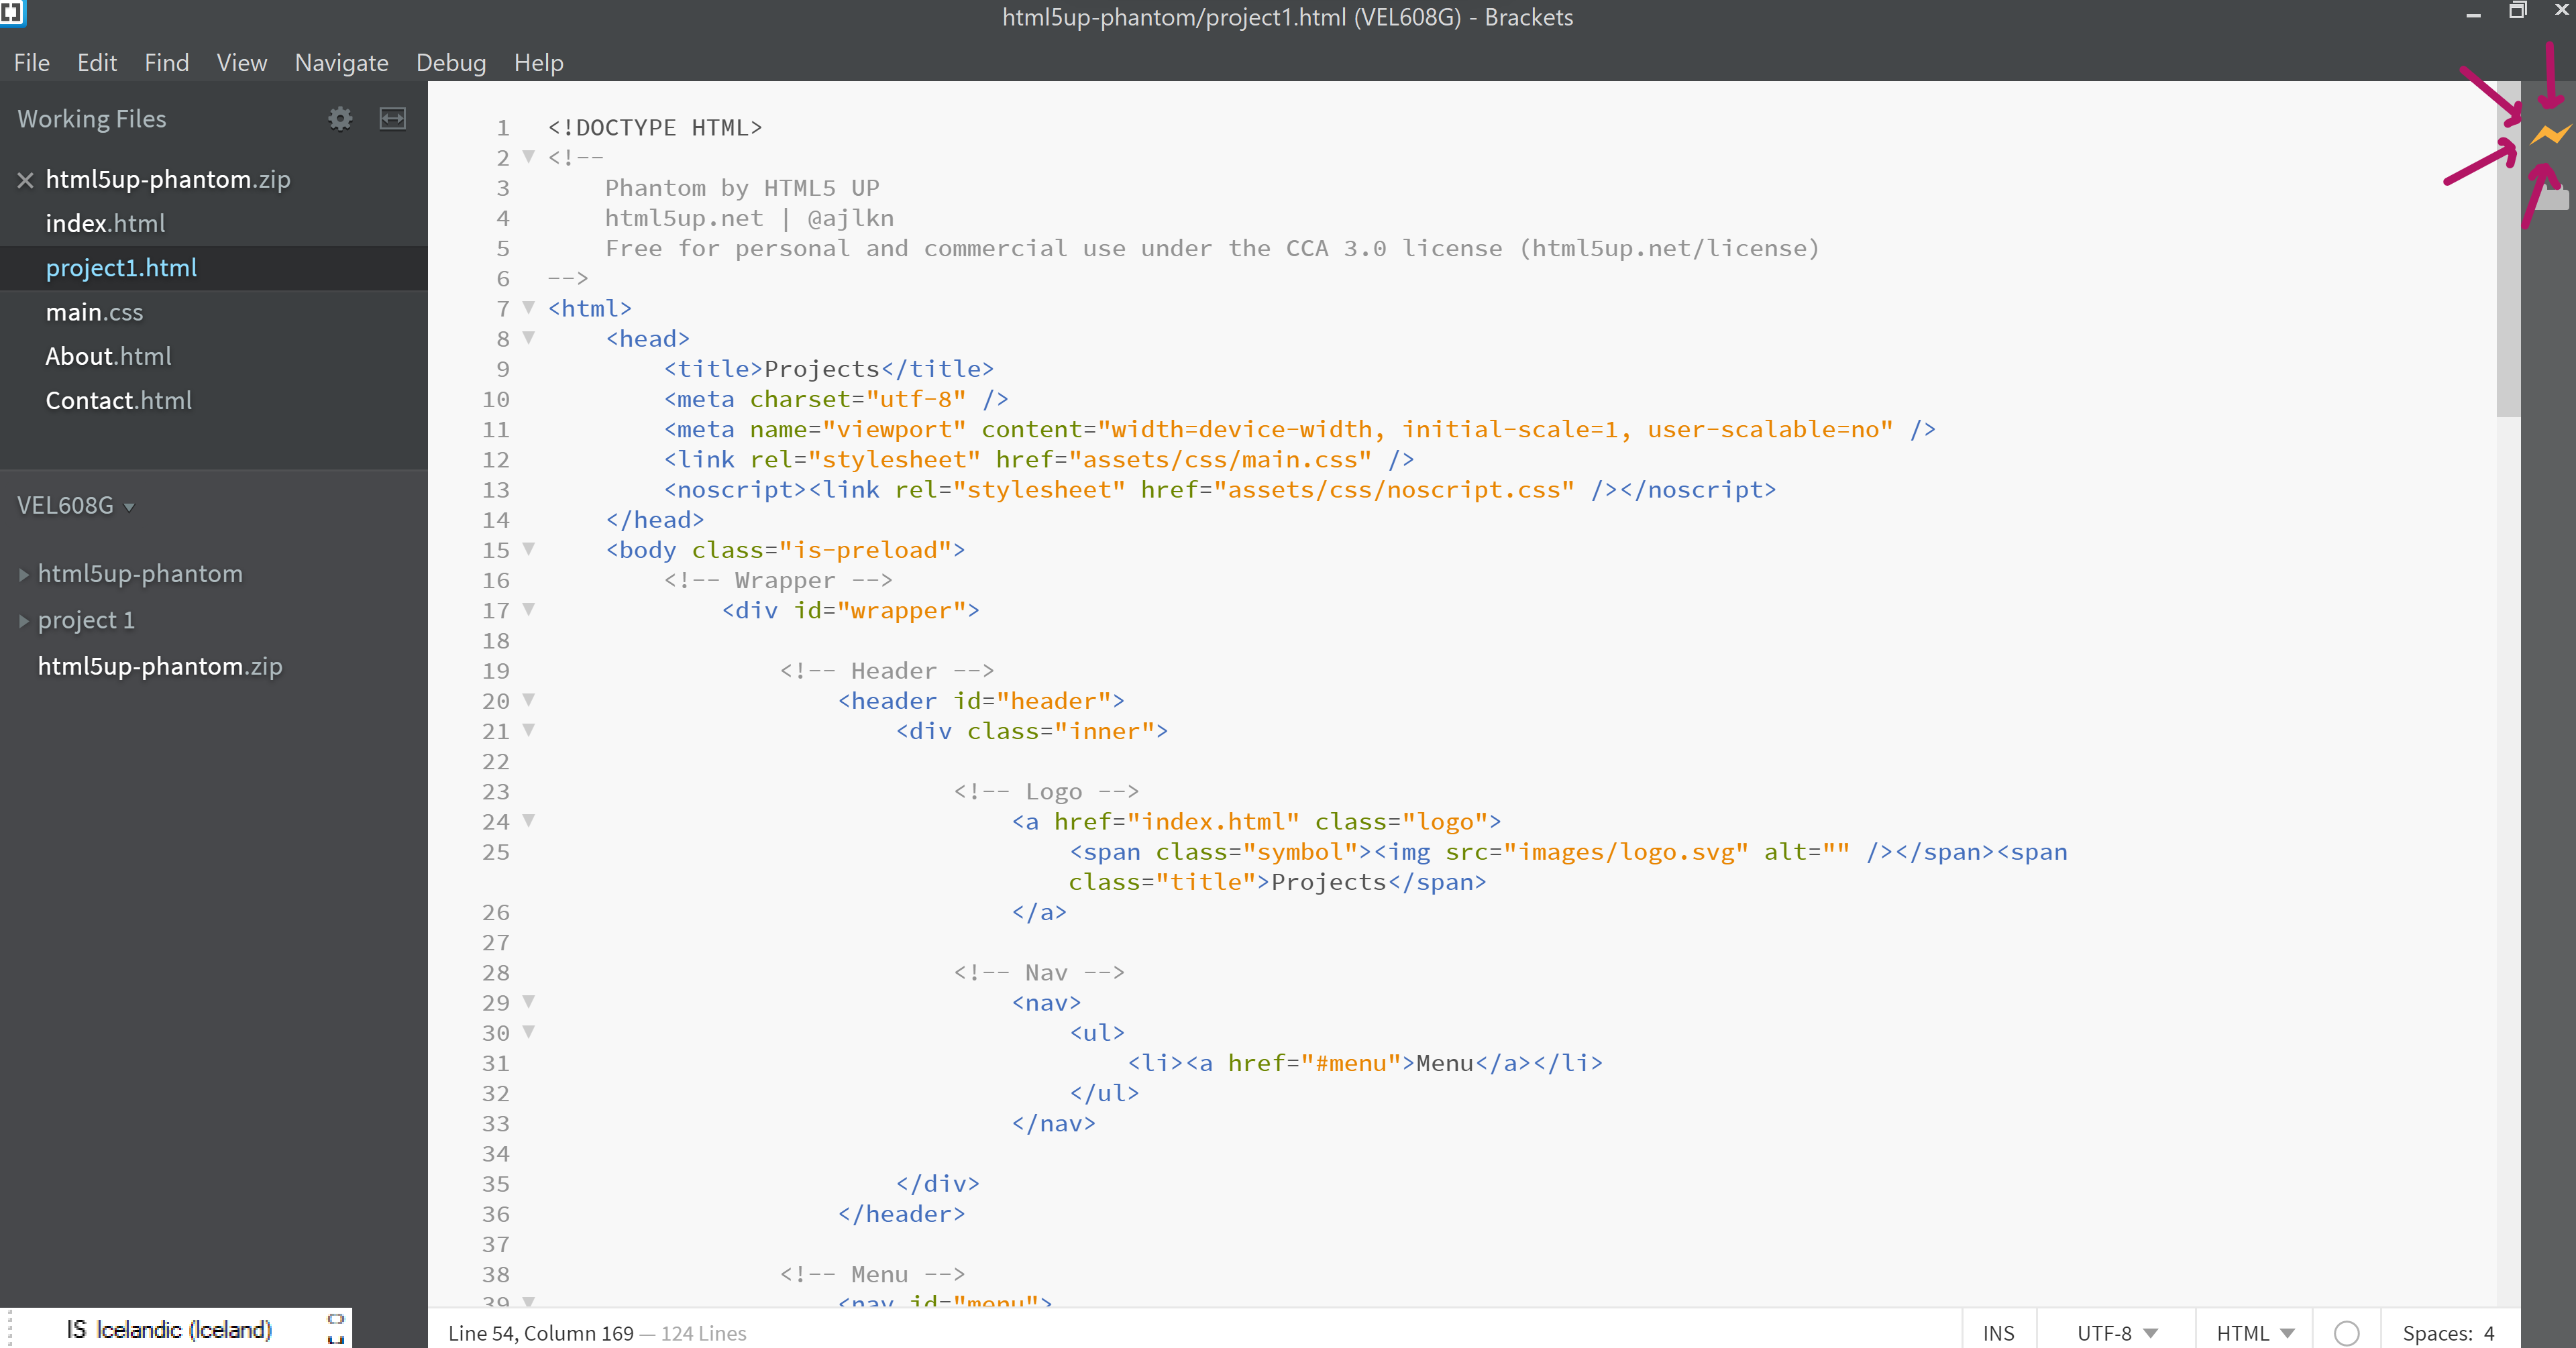 html5up-phantom/project1.html (VEL608G) - Brackets
File Edit Find View Navigate Debug Help
Working Files
html5up-phantom.zip
index.html
project1.html
main.css
About.html
Contact.html
VEL608G
html5up-phantom
project 1
html5up-phantom.zip
1 <!DOCTYPE HTML>
2 <!--
3 Phantom by HTML5 UP
4 html5up.net | @ajlkn
5 Free for personal and commercial use under the CCA 3.0 license (html5up.net/license)
6 -->
7 <html>
8 <head>
9 <title>Projects</title>
10 <meta charset="utf-8" />
11 <meta name="viewport" content="width=device-width, initial-scale=1, user-scalable=no" />
12 <link rel="stylesheet" href="assets/css/main.css" />
13 <noscript><link rel="stylesheet" href="assets/css/noscript.css" /></noscript>
14 </head>
15 <body class="is-preload">
16 <!-- Wrapper -->
17 <div id="wrapper">
18
19 <!-- Header -->
20 <header id="header">
21 <div class="inner">
22
23 <!-- Logo -->
24 <a href="index.html" class="logo">
25 <span class="symbol"><img src="images/logo.svg" alt="" /></span><span
class="title">Projects</span>
26 </a>
27
28 <!-- Nav -->
29 <nav>
30 <ul>
31 <li><a href="#menu">Menu</a></li>
32 </ul>
33 </nav>
34
35 </div>
36 </header>
37
38 <!-- Menu -->
39 <nav id="menu">
IS Icelandic (Iceland)
Line 54, Column 169 — 124 Lines
INS UTF-8 HTML Spaces: 4